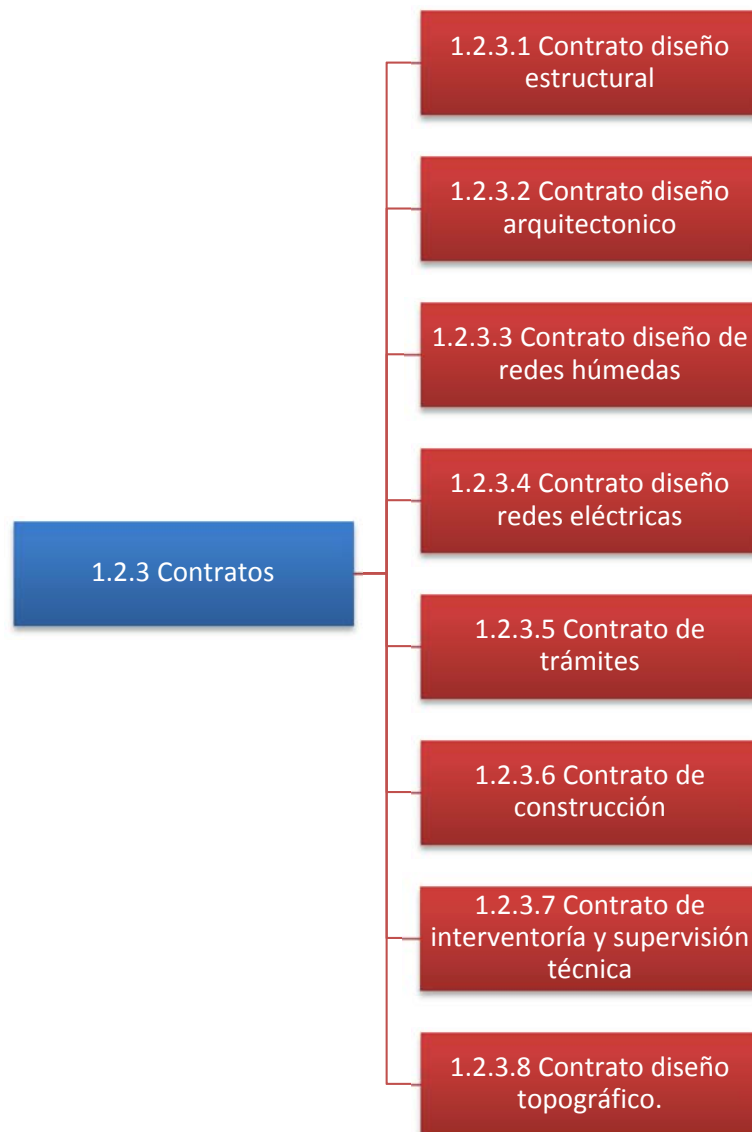 1.2.3.1 Contrato diseño
estructural
1.2.3.2 Contrato diseño
arquitectonico
1.2.3.3 Contrato diseño de
redes húmedas
1.2.3.4 Contrato diseño
redes eléctricas
1.2.3 Contratos
1.2.3.5 Contrato de
trámites
1.2.3.6 Contrato de
construcción
1.2.3.7 Contrato de
interventoría y supervisión
técnica
1.2.3.8 Contrato diseño
topográfico.